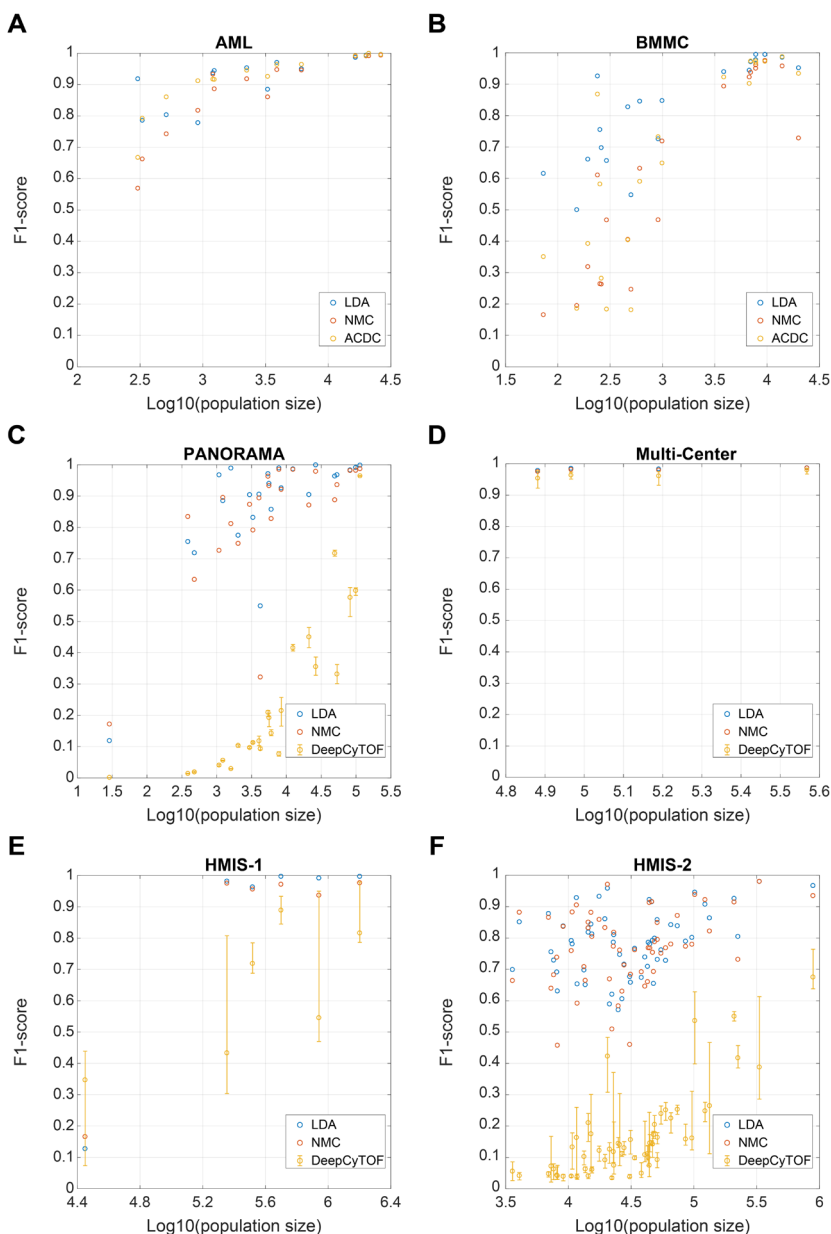 A
AML
1
0.9
0.8
0.7
0.6
0.5
0.4
0.3
0.2
0.1
0
F1-score
LDA
NMC
ACDC
2 2.5 3 3.5 4 4.5
Log10(population size)
B
BMMC
1
0.9
0.8
0.7
0.6
0.5
0.4
0.3
0.2
0.1
0
F1-score
LDA
NMC
ACDC
1.5 2 2.5 3 3.5 4 4.5
Log10(population size)
C
PANORAMA
1
0.9
0.8
0.7
0.6
0.5
0.4
0.3
0.2
0.1
0
F1-score
LDA
NMC
DeepCyTOF
1 1.5 2 2.5 3 3.5 4 4.5 5 5.5
Log10(population size)
D
Multi-Center
1
0.9
0.8
0.7
0.6
0.5
0.4
0.3
0.2
0.1
0
F1-score
LDA
NMC
DeepCyTOF
4.8 4.9 5 5.1 5.2 5.3 5.4 5.5 5.6
Log10(population size)
E
HMIS-1
1
0.9
0.8
0.7
0.6
0.5
0.4
0.3
0.2
0.1
0
F1-score
LDA
NMC
DeepCyTOF
4.4 4.8 5.2 5.6 6 6.4
Log10(population size)
F
HMIS-2
1
0.9
0.8
0.7
0.6
0.5
0.4
0.3
0.2
0.1
0
F1-score
LDA
NMC
DeepCyTOF
3.5 4 4.5 5 5.5 6
Log10(population size)